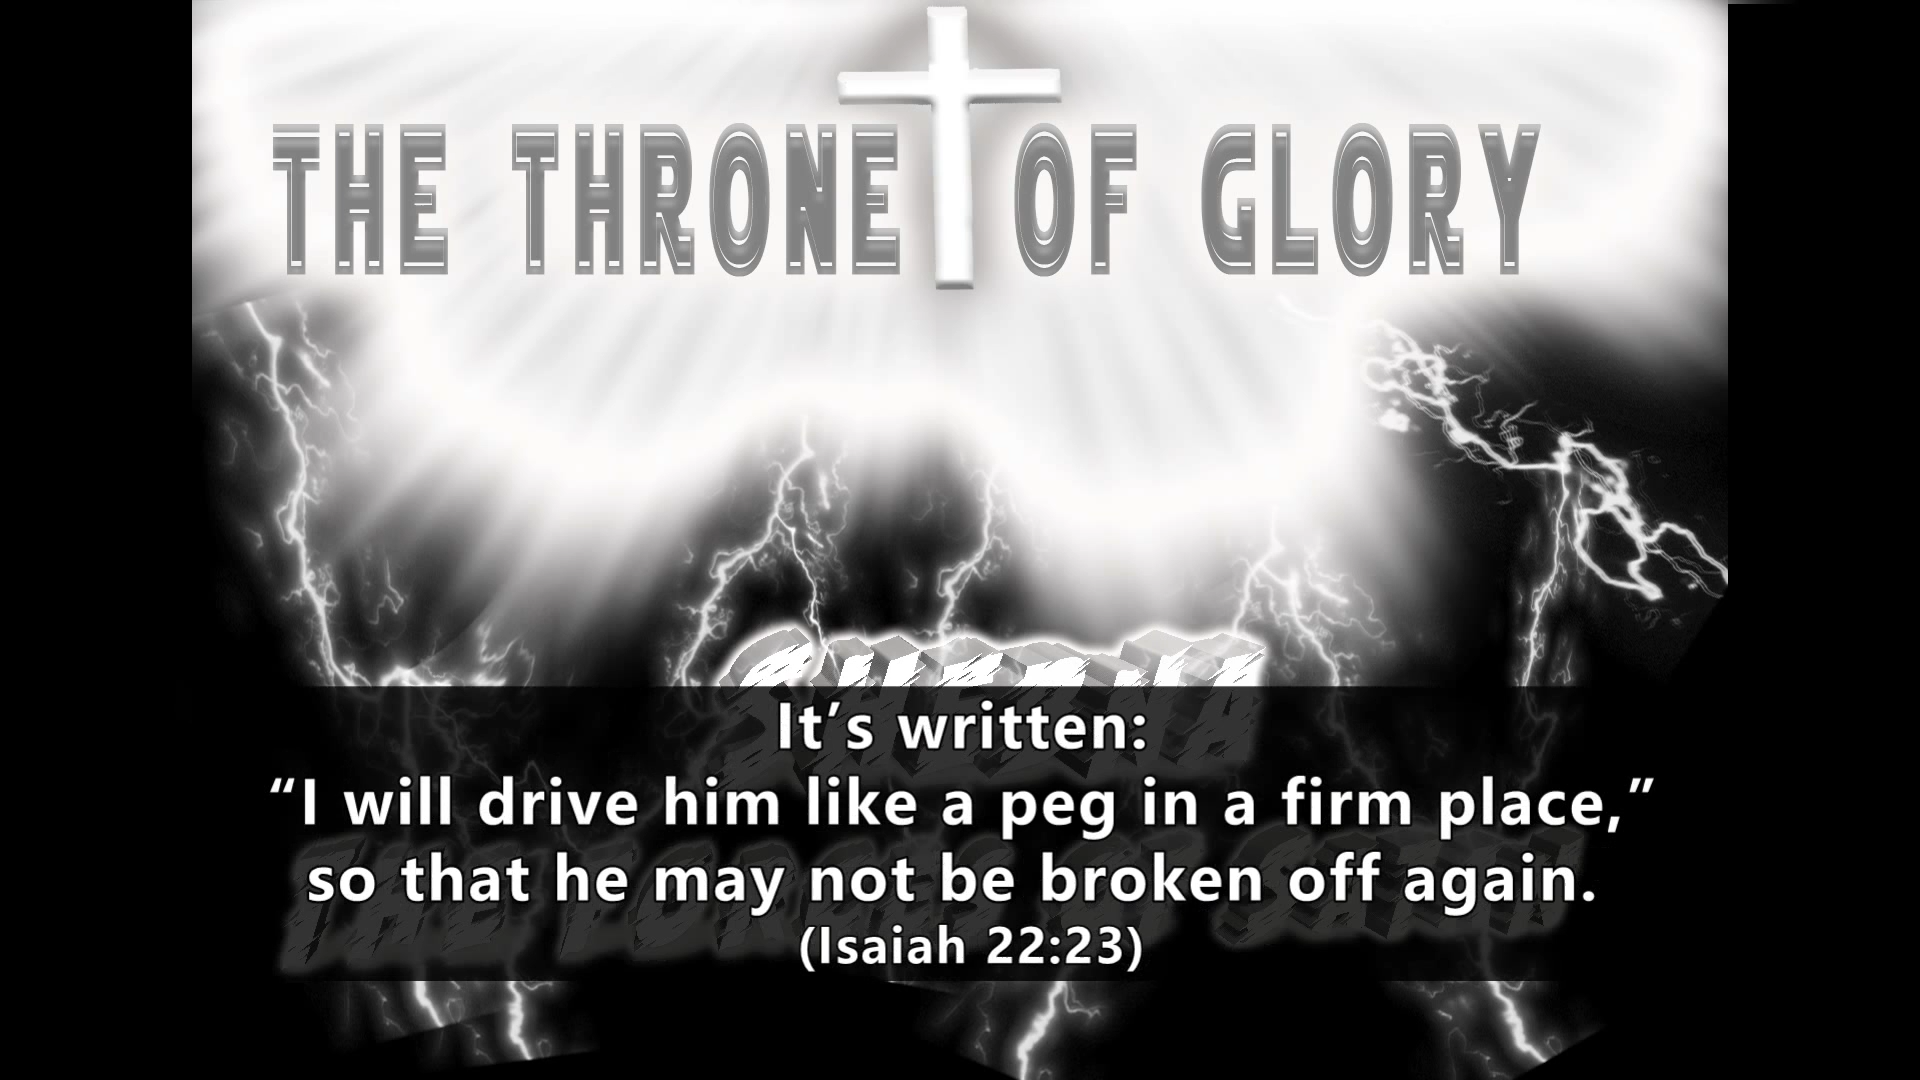 THE THRONE OF GLORY
SHEBNA
It’s written:
“I will drive him like a peg in a firm place,”
so that he may not be broken off again.
(Isaiah 22:23)